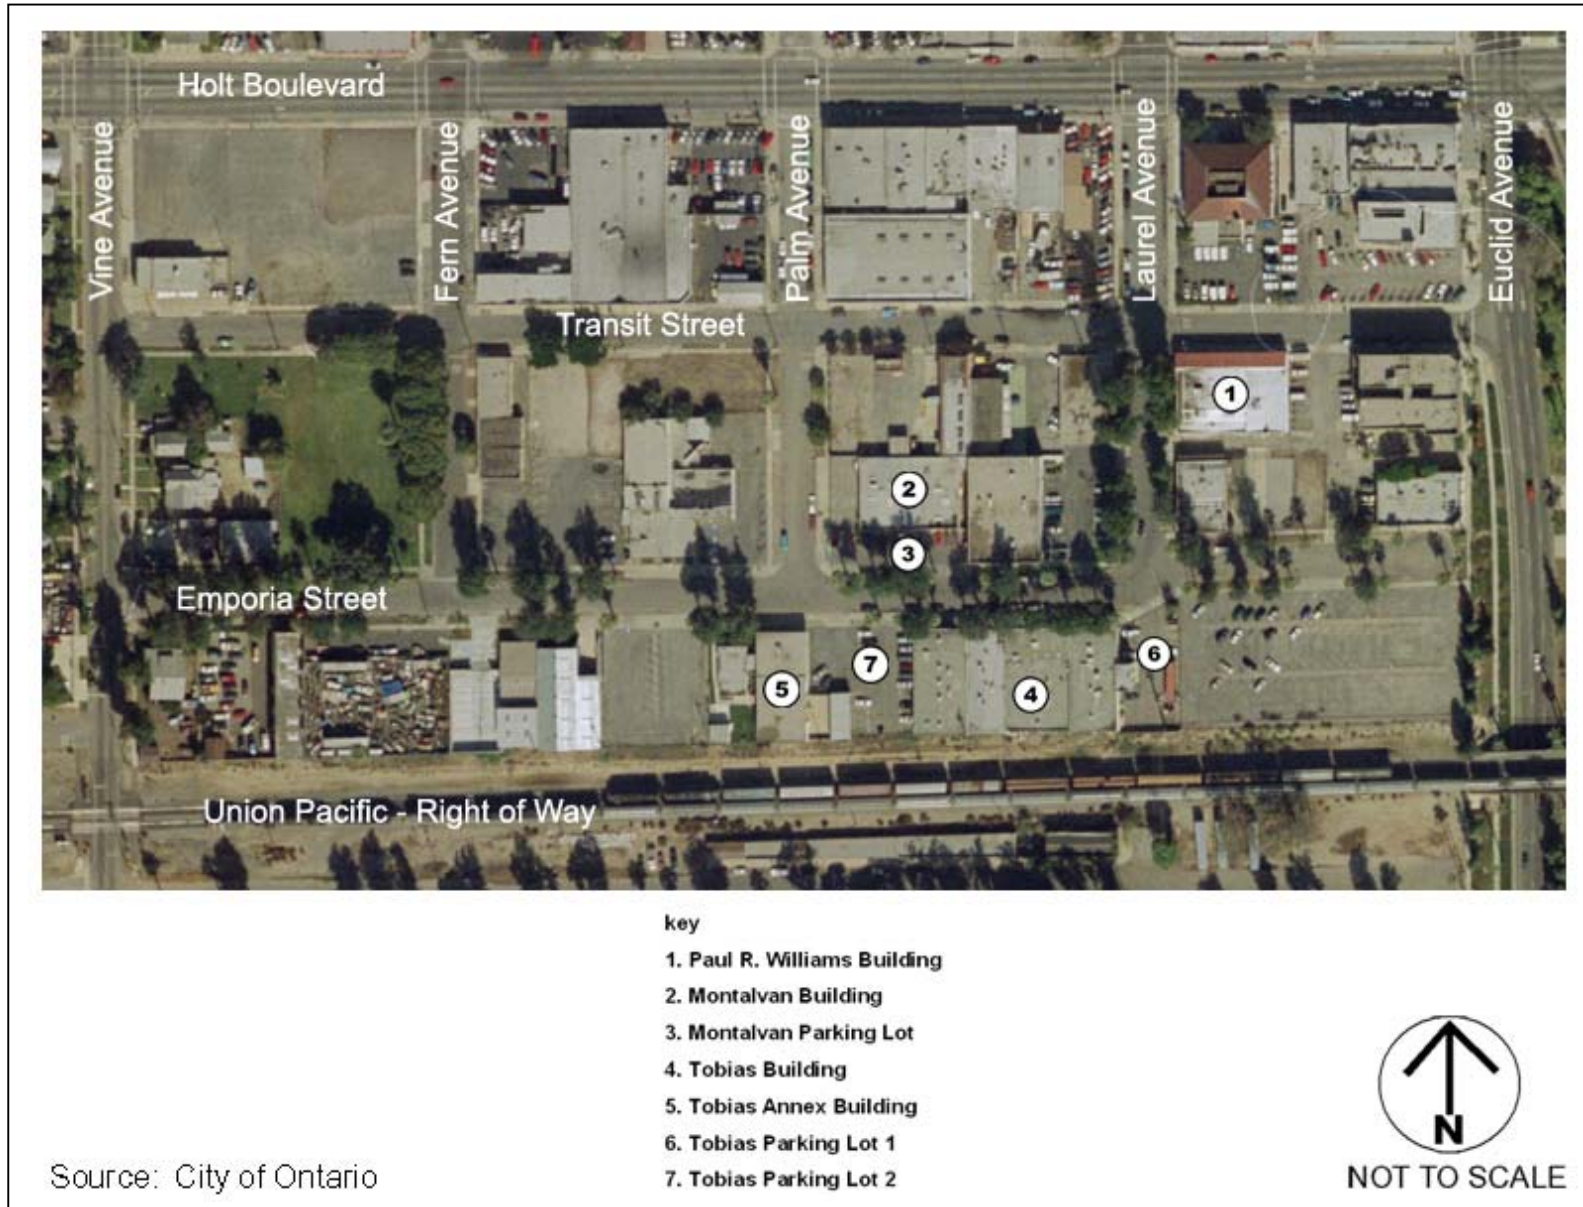 Holt Boulevard
Vine Avenue
Fern Avenue
Palm Avenue
Laurel Avenue
Euclid Avenue
Transit Street
1
2
3
Emporia Street
5
7
4
6
Union Pacific - Right of Way
key
1. Paul R. Williams Building
2. Montalvan Building
3. Montalvan Parking Lot
4. Tobias Building
5. Tobias Annex Building
6. Tobias Parking Lot 1
7. Tobias Parking Lot 2
Source: City of Ontario
N
NOT TO SCALE